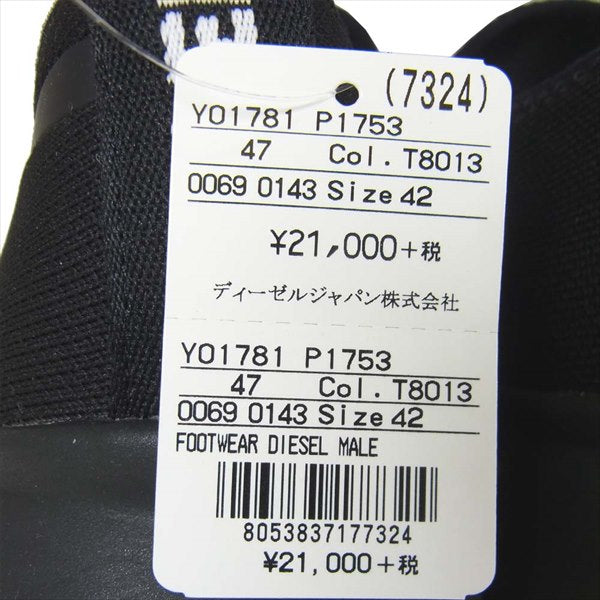 (7324)
Y01781 P1753
47 Col. T8013
0069 0143 Size 42
¥21,000+税
ディーゼルジャパン株式会社
Y01781 P1753
47 Col. T8013
0069 0143 Size 42
FOOTWEAR DIESEL MALE
8053837177324
¥21,000+税